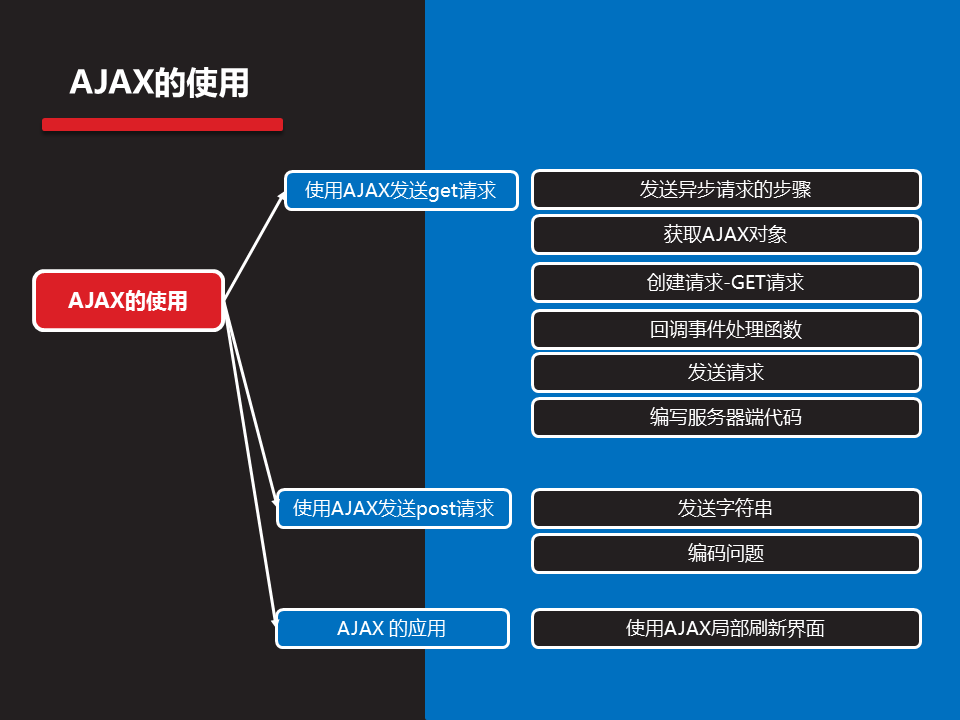 AJAX的使用
使用AJAX发送get请求
发送异步请求的步骤
获取AJAX对象
创建请求-GET请求
AJAX的使用
回调事件处理函数
发送请求
编写服务器端代码
使用AJAX发送post请求
发送字符串
编码问题
AJAX 的应用
使用AJAX局部刷新界面